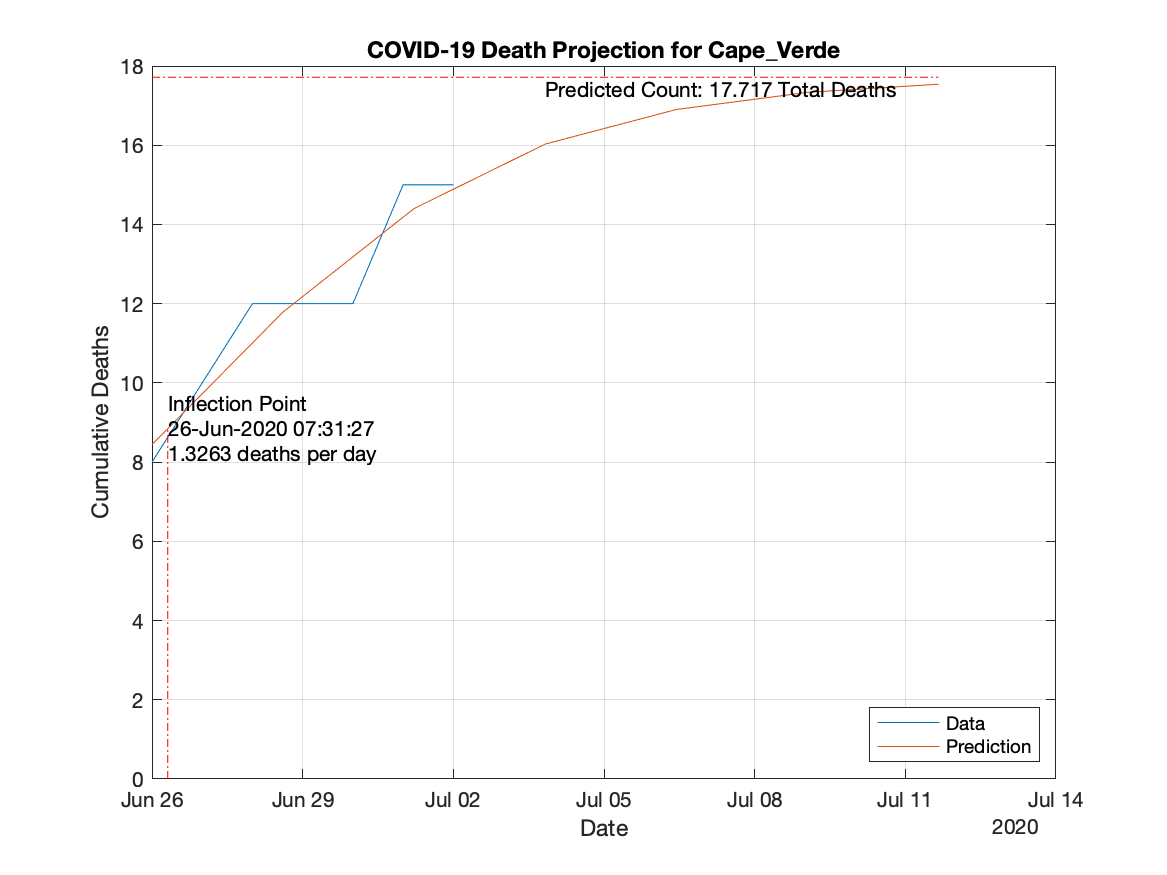 COVID-19 Death Projection for Cape_Verde
18
Predicted Count: 17.717 Total Deaths
16
14
12
10
Inflection Point
26-Jun-2020 07:31:27
1.3263 deaths per day
8
6
4
2
0
Cumulative Deaths
Data
Prediction
Jun 26 Jun 29 Jul 02 Jul 05 Jul 08 Jul 11 Jul 14
Date
2020